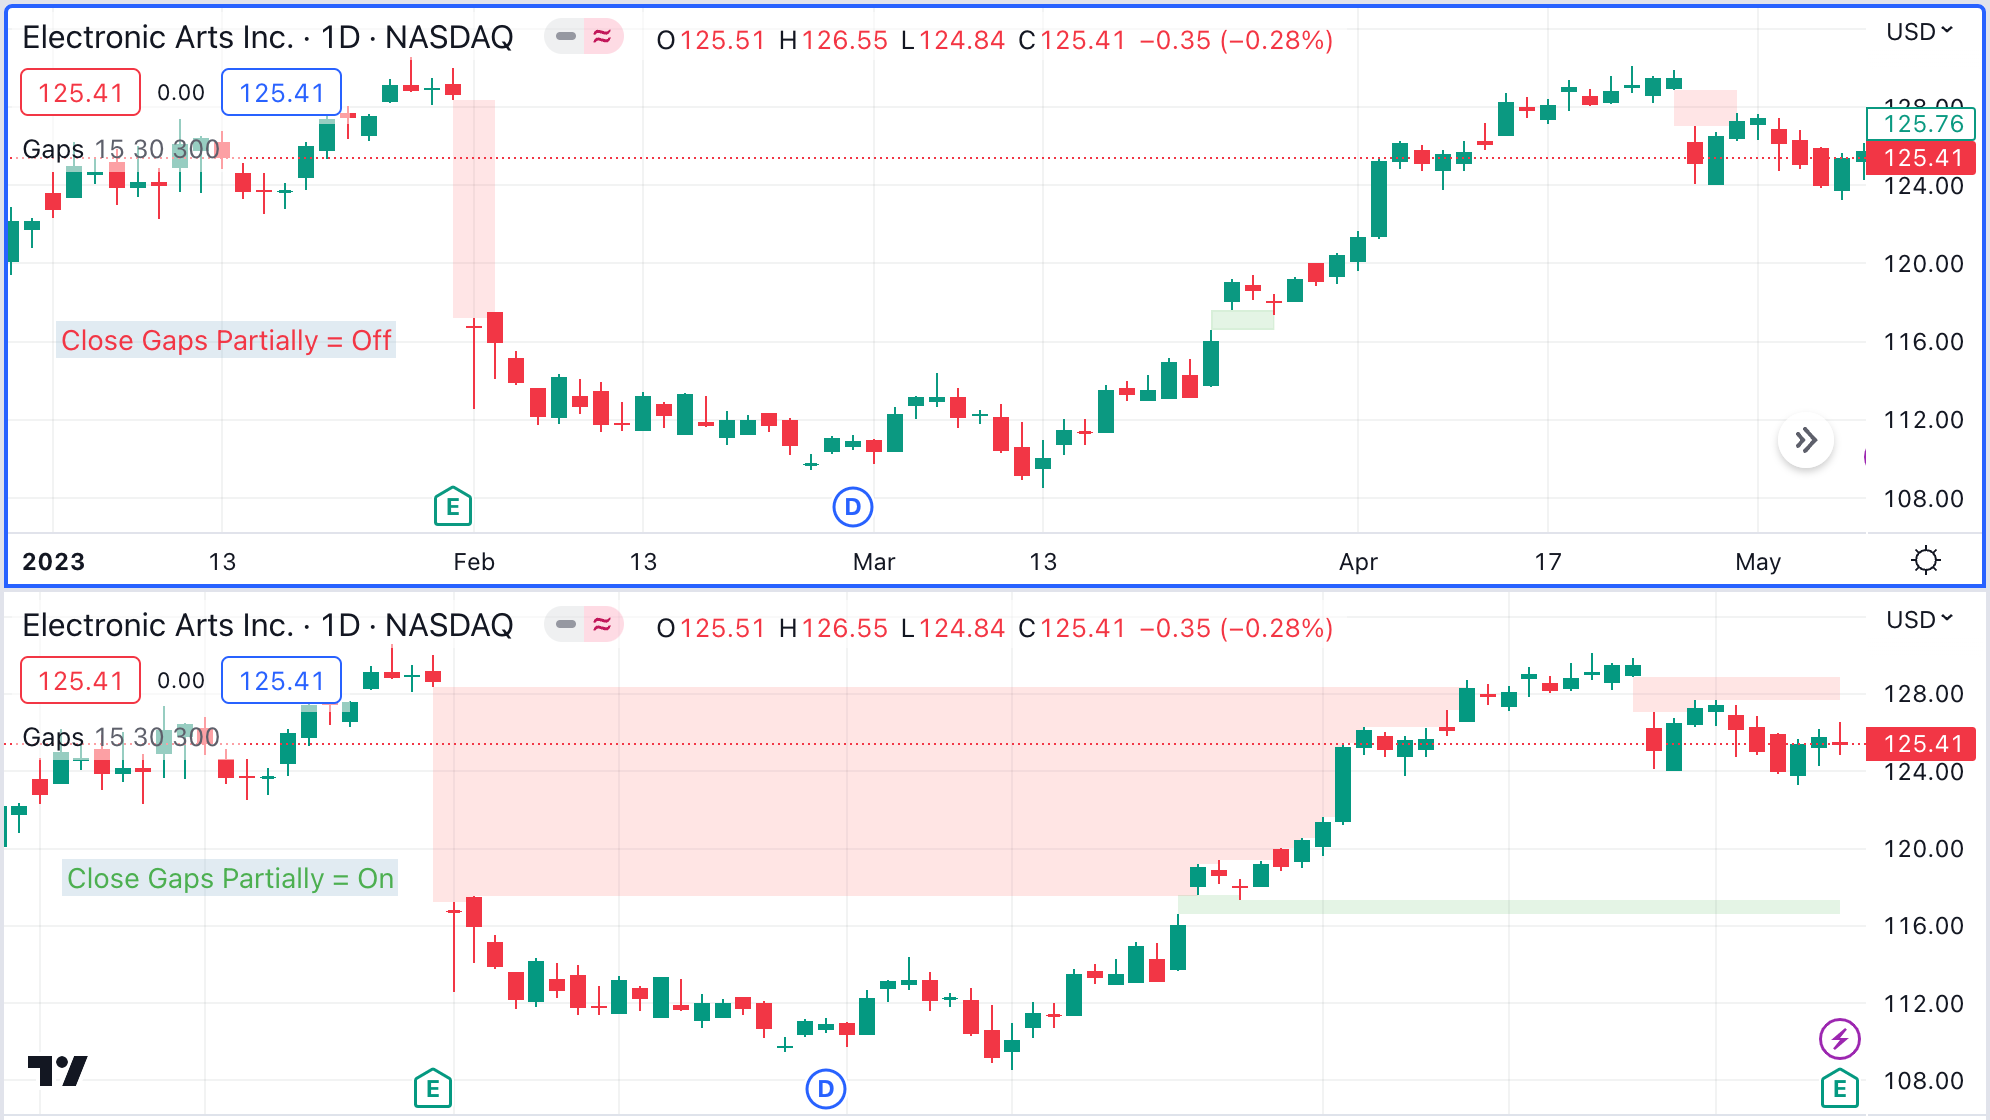 Electronic Arts Inc. · 1D · NASDAQ O125.51 H126.55 L124.84 C125.41 −0.35 (−0.28%) USD
125.41 0.00 125.41
Gaps 15 30 300
128.00
125.76
125.41
124.00
120.00
116.00
112.00
108.00
Close Gaps Partially = Off
E D
2023 13 Feb 13 Mar 13 Apr 17 May
Electronic Arts Inc. · 1D · NASDAQ O125.51 H126.55 L124.84 C125.41 −0.35 (−0.28%) USD
125.41 0.00 125.41
Gaps 15 30 300
128.00
125.41
124.00
120.00
116.00
112.00
108.00
Close Gaps Partially = On
E D E